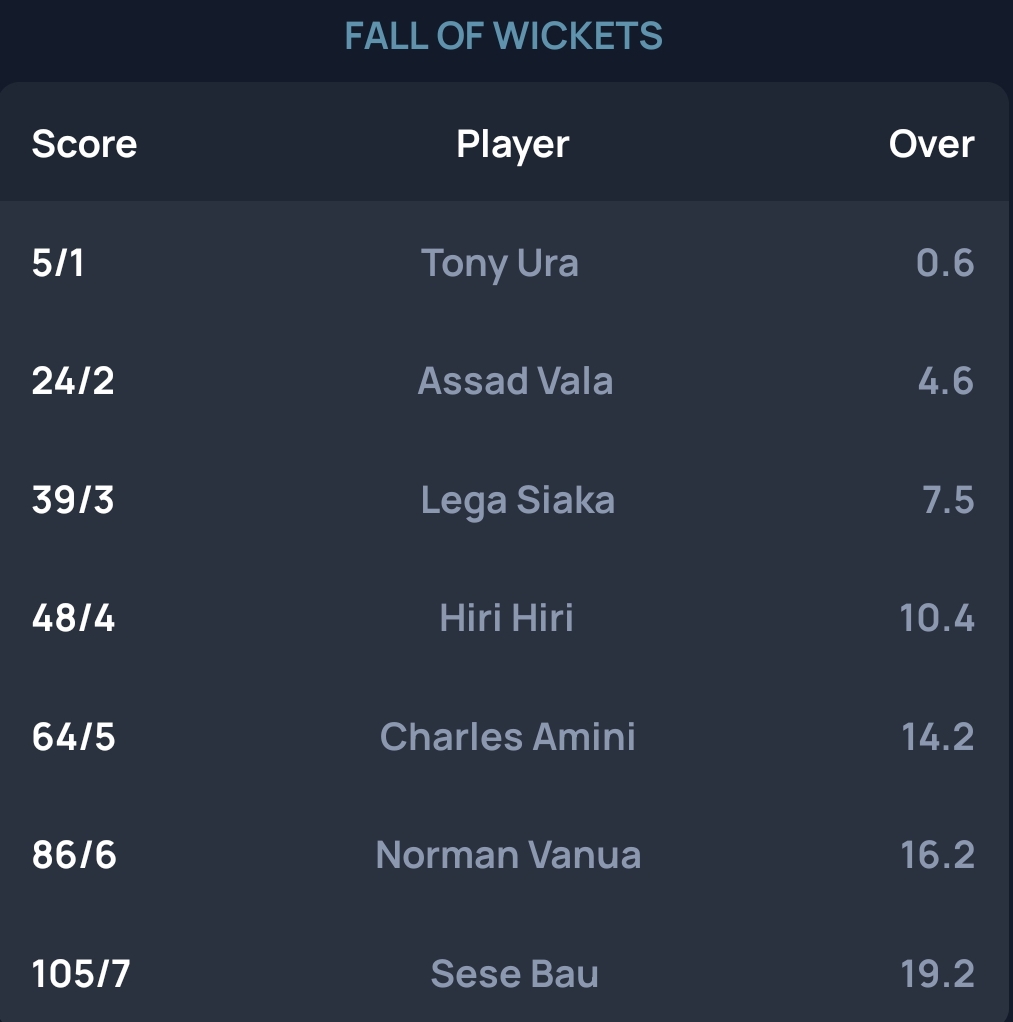 FALL OF WICKETS
Score Player Over
5/1 Tony Ura 0.6
24/2 Assad Vala 4.6
39/3 Lega Siaka 7.5
48/4 Hiri Hiri 10.4
64/5 Charles Amini 14.2
86/6 Norman Vanua 16.2
105/7 Sese Bau 19.2